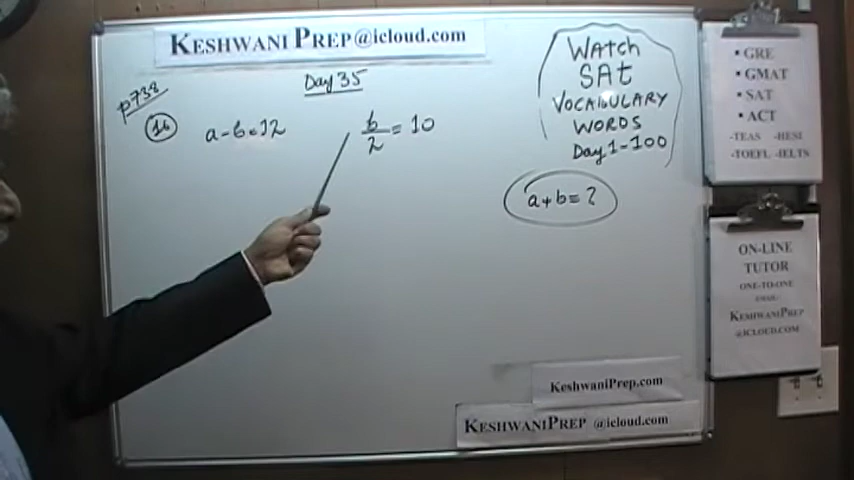 KESHWANI PREP@icloud.com
Day 35
p733
16
a-b=12
b/2 = 10
WAtch
SAt
VOCABULARY
WORDS
Day 1-100
a+b=?
• GRE
• GMAT
• SAT
• ACT
-TEAS -HESI
-TOEFL -IELTS
ON-LINE
TUTOR
ONE-TO-ONE
KESHWANIPREP
@ICLOUD.COM
KeshwaniPrep.com
KESHWANIPREP @icloud.com